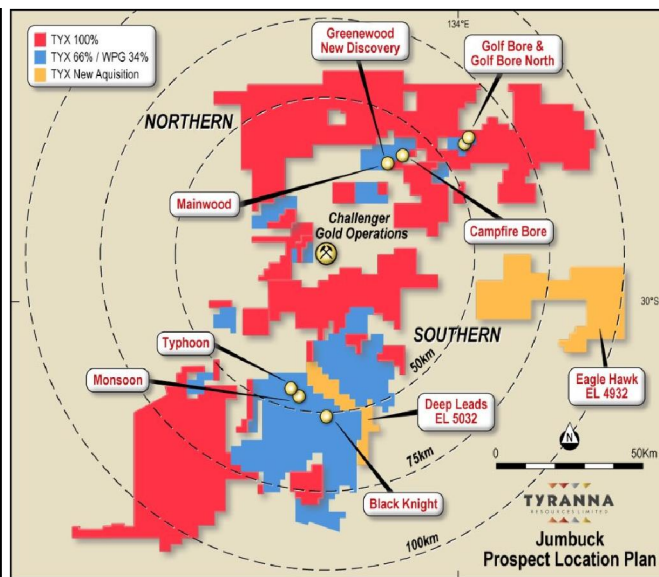 TYX 100%
TYX 66% / WPG 34%
TYX New Aquisition
134°E
Greenewood
New Discovery
Golf Bore &
Golf Bore North
NORTHERN
Mainwood
Challenger
Gold Operations
Campfire Bore
30°S
SOUTHERN
Typhoon
Monsoon
50km
Deep Leads
EL 5032
Eagle Hawk
EL 4932
75km
Black Knight
100km
N
0
50Km
TYRANNA
RESOURCES LIMITED
Jumbuck
Prospect Location Plan